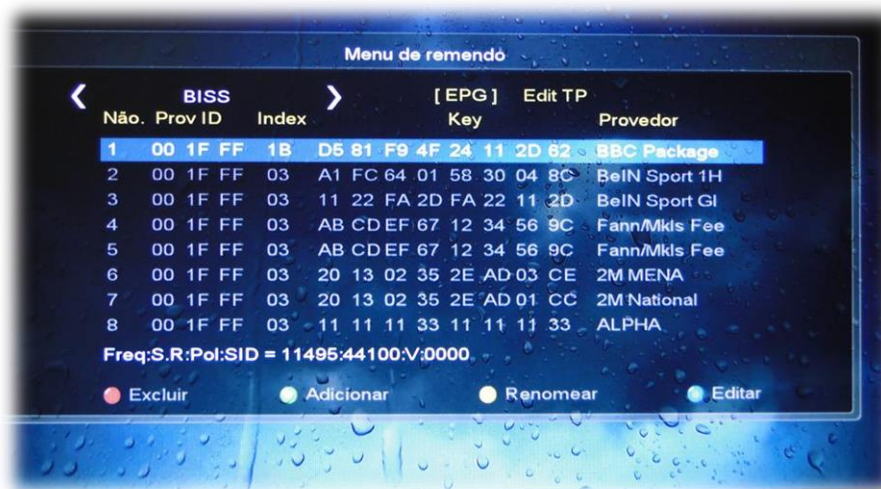 Menu de remendo
BISS [ EPG ] Edit TP
Não. Prov ID Index Key Provedor
1 00 1F FF 1B D5 81 F9 4F 24 11 2D 62 BBC Package
2 00 1F FF 03 A1 FC 64 01 58 30 04 8C BeIN Sport 1H
3 00 1F FF 03 11 22 FA 2D FA 22 11 2D BeIN Sport Gl
4 00 1F FF 03 AB CD EF 67 12 34 56 9C Fann/Mkls Fee
5 00 1F FF 03 AB CD EF 67 12 34 56 9C Fann/Mkls Fee
6 00 1F FF 03 20 13 02 35 2E AD 03 CE 2M MENA
7 00 1F FF 03 20 13 02 35 2E AD 01 CC 2M National
8 00 1F FF 03 11 11 11 33 11 11 11 33 ALPHA
Freq:S.R:Pol:SID = 11495:44100:V:0000
Excluir Adicionar Renomear Editar